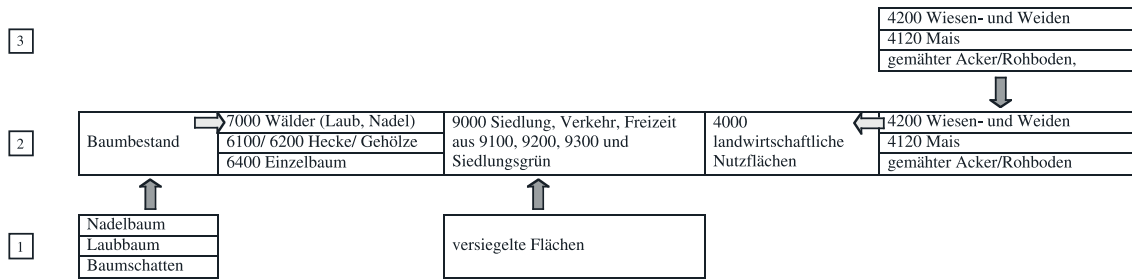 3
4200 Wiesen- und Weiden
4120 Mais
gemähter Acker/Rohboden,
2
Baumbestand
7000 Wälder (Laub, Nadel)
6100/ 6200 Hecke/ Gehölze
6400 Einzelbaum
9000 Siedlung, Verkehr, Freizeit
aus 9100, 9200, 9300 und
Siedlungsgrün
4000
landwirtschaftliche
Nutzflächen
4200 Wiesen- und Weiden
4120 Mais
gemähter Acker/Rohboden
1
Nadelbaum
Laubbaum
Baumschatten
versiegelte Flächen